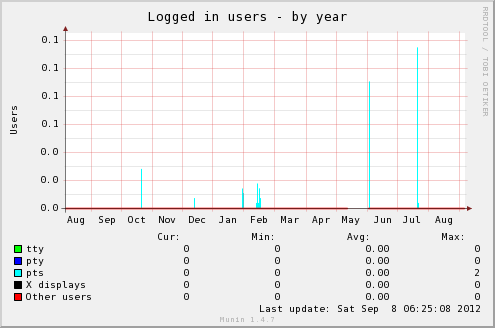 Logged in users - by year
RRDTOOL / TOBI OETIKER
Users
0.1
0.1
0.1
0.1
0.0
0.0
0.0
Aug Sep Oct Nov Dec Jan Feb Mar Apr May Jun Jul Aug
Cur: Min: Avg: Max:
tty 0 0 0.00 0
pty 0 0 0.00 0
pts 0 0 0.00 2
X displays 0 0 0.00 0
Other users 0 0 0.00 0
Last update: Sat Sep 8 06:25:08 2012
Munin 1.4.7